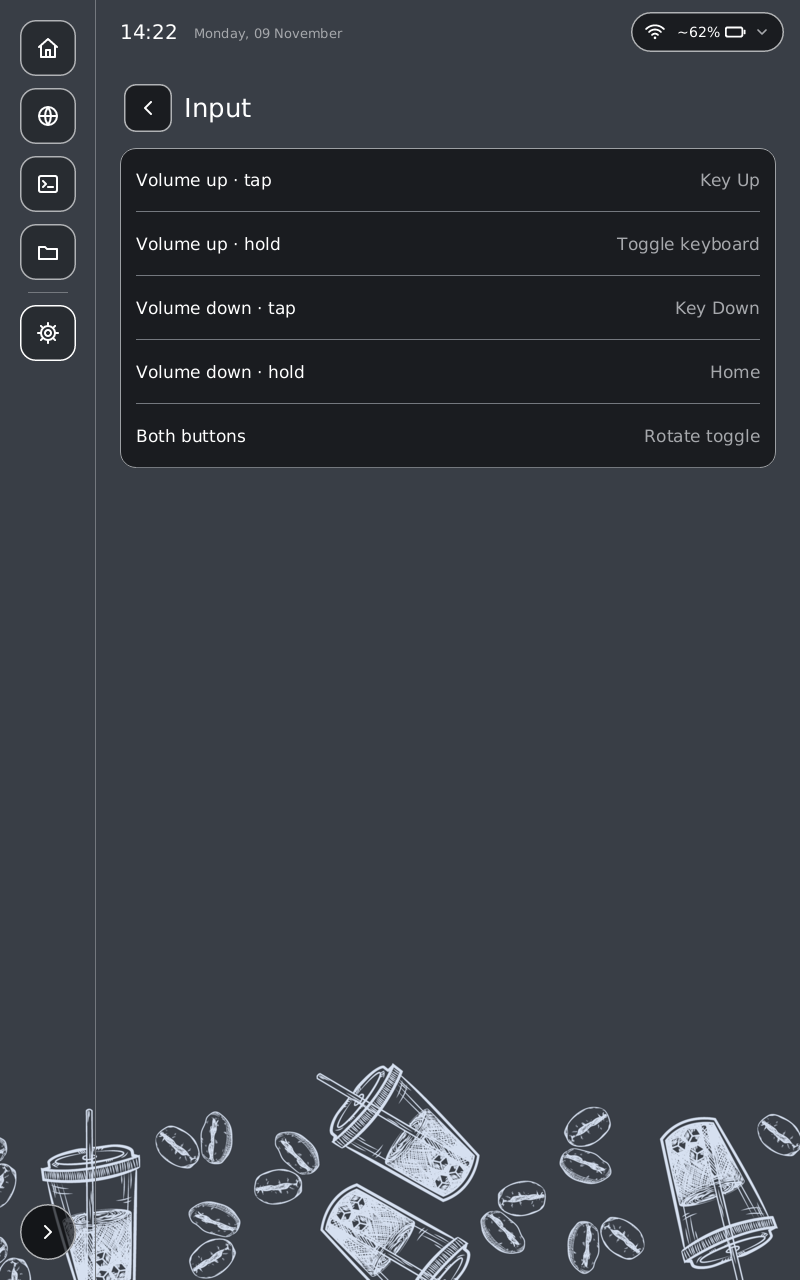 14:22 Monday, 09 November ~62%
Input
Volume up · tap Key Up
Volume up · hold Toggle keyboard
Volume down · tap Key Down
Volume down · hold Home
Both buttons Rotate toggle